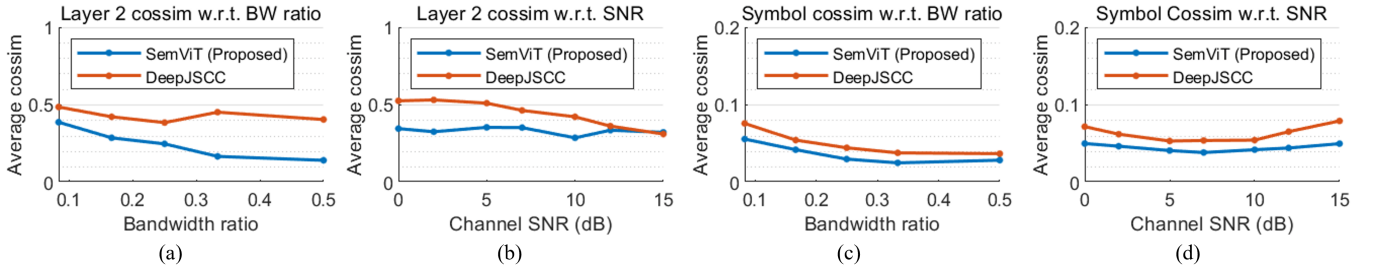 Layer 2 cossim w.r.t. BW ratio
1
0.5
0
Average cossim
SemViT (Proposed)
DeepJSCC
0.1 0.2 0.3 0.4 0.5
Bandwidth ratio
(a)
Layer 2 cossim w.r.t. SNR
1
0.5
0
Average cossim
SemViT (Proposed)
DeepJSCC
0 5 10 15
Channel SNR (dB)
(b)
Symbol cossim w.r.t. BW ratio
0.2
0.1
0
Average cossim
SemViT (Proposed)
DeepJSCC
0.1 0.2 0.3 0.4 0.5
Bandwidth ratio
(c)
Symbol Cossim w.r.t. SNR
0.2
0.1
0
Average cossim
SemViT (Proposed)
DeepJSCC
0 5 10 15
Channel SNR (dB)
(d)